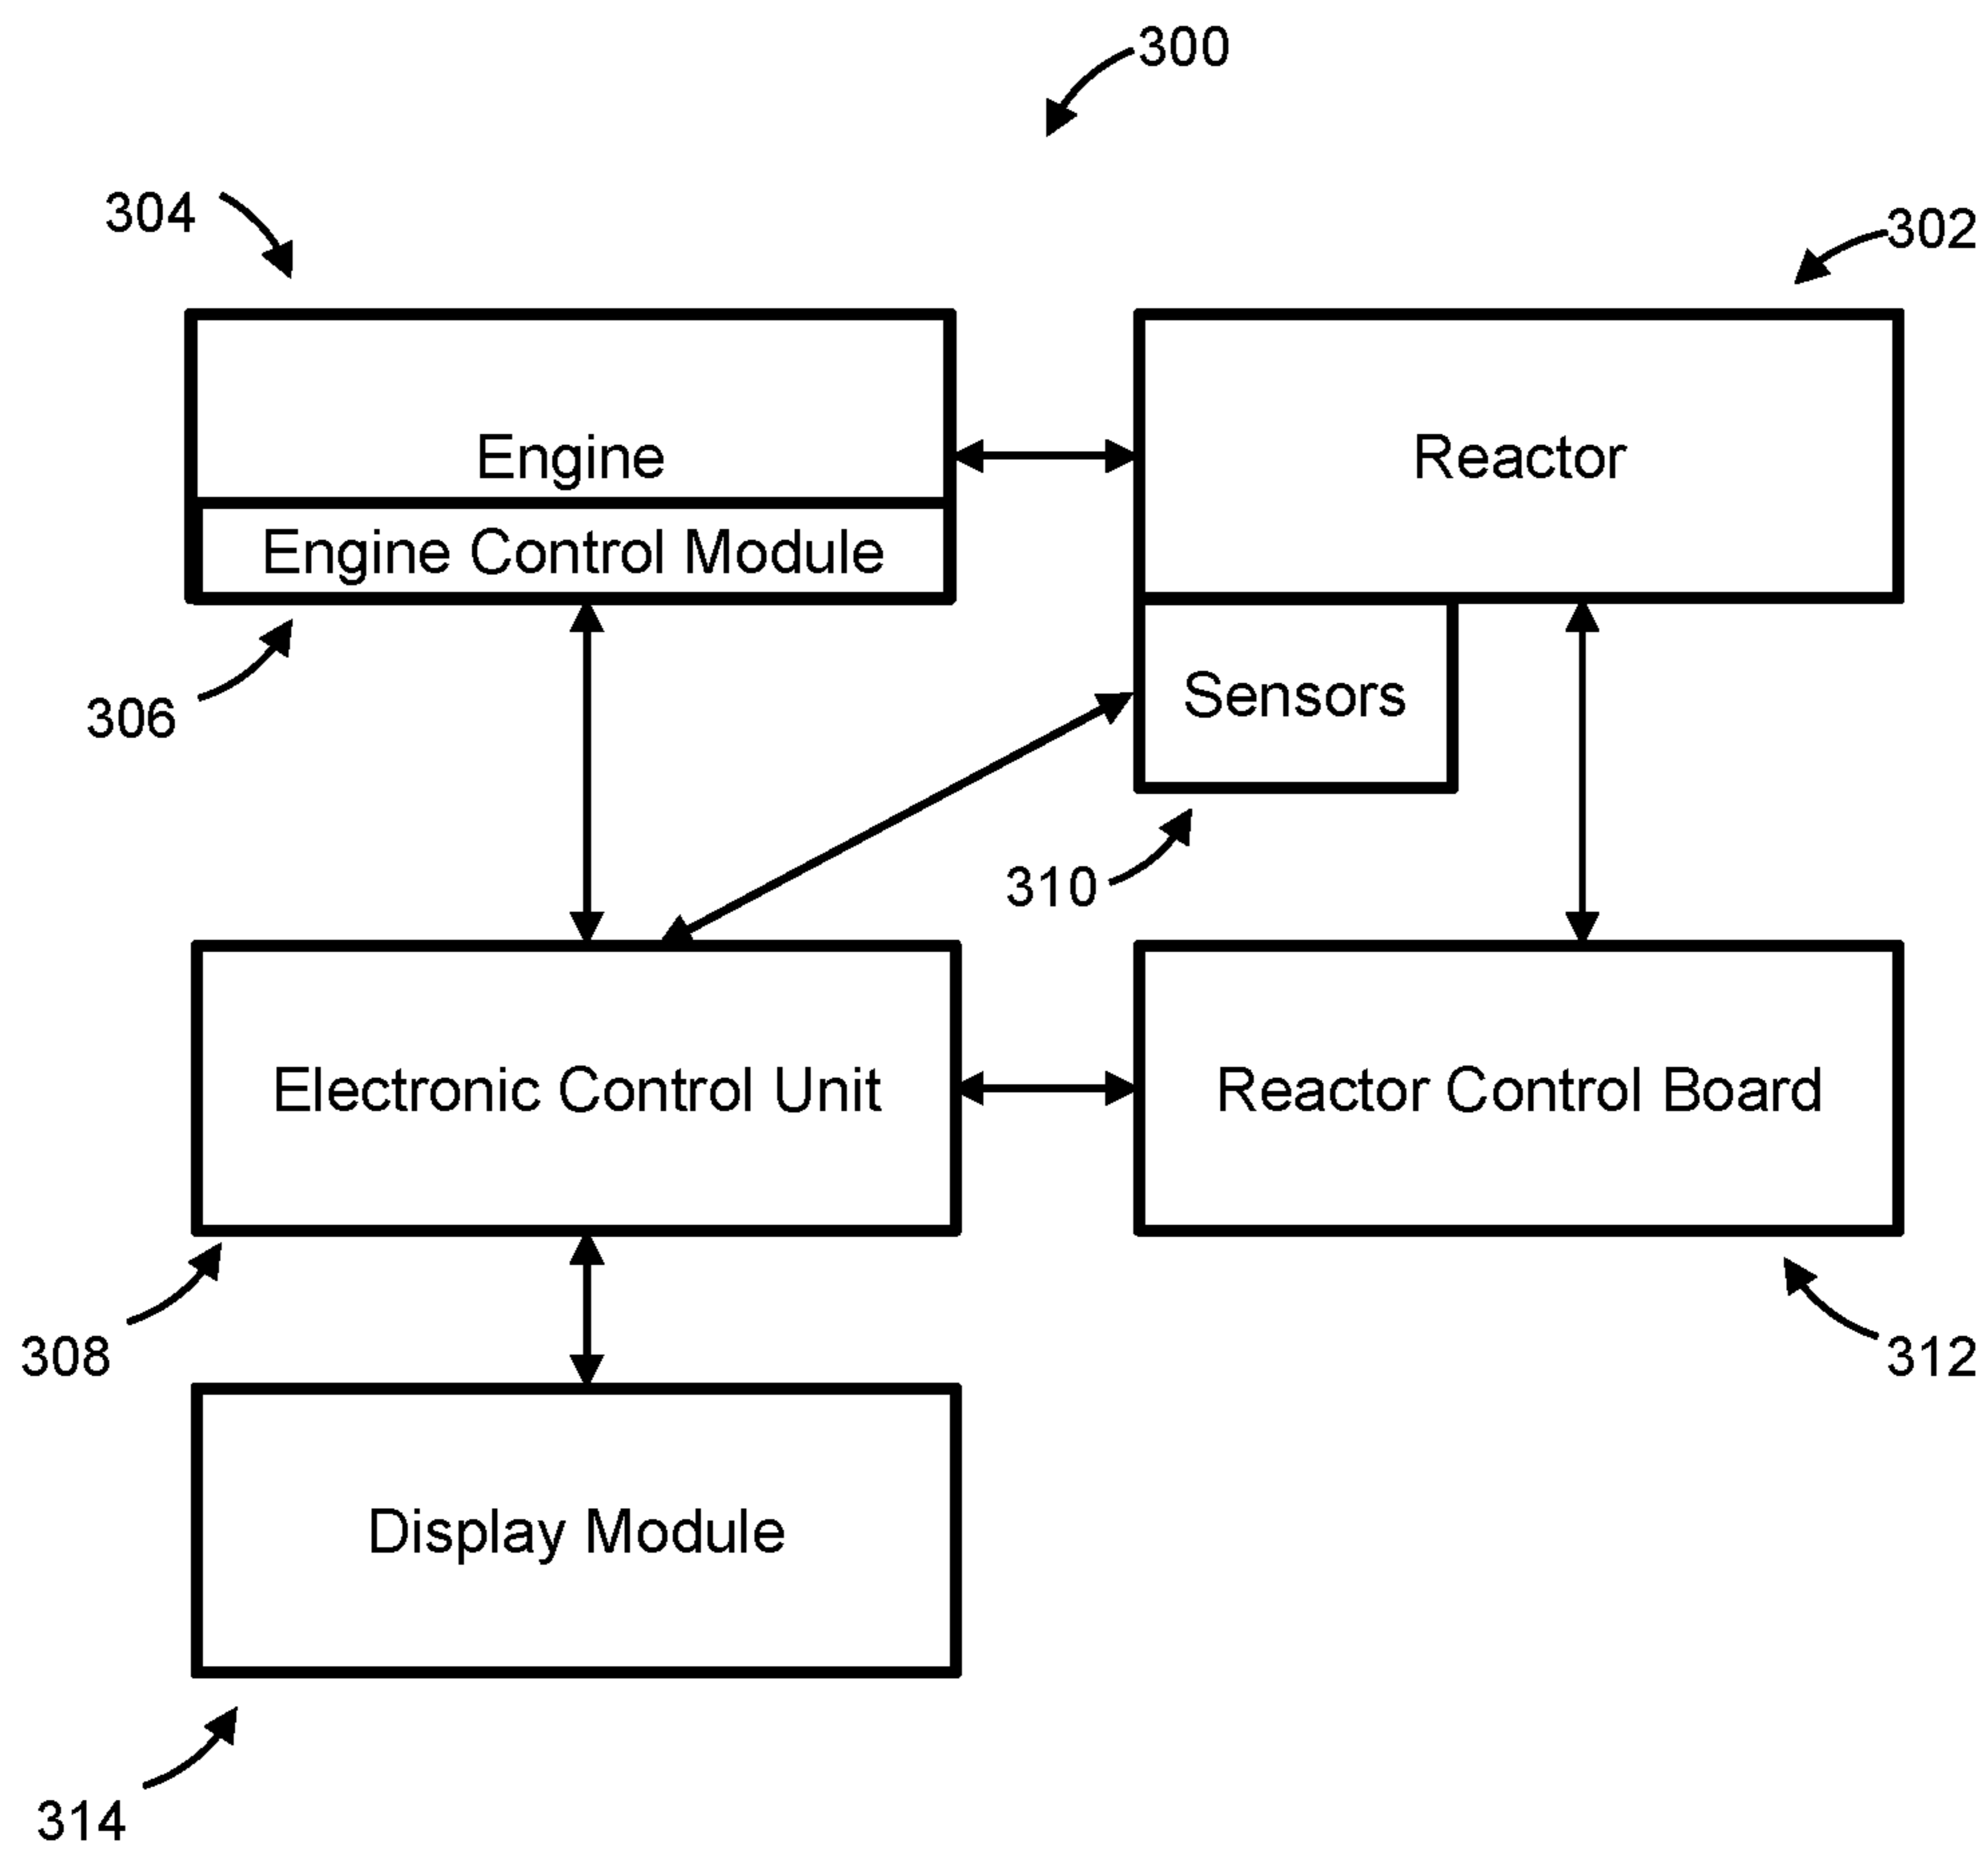 300
304
302
Engine
Reactor
Engine Control Module
306
Sensors
310
Electronic Control Unit
Reactor Control Board
308
312
Display Module
314